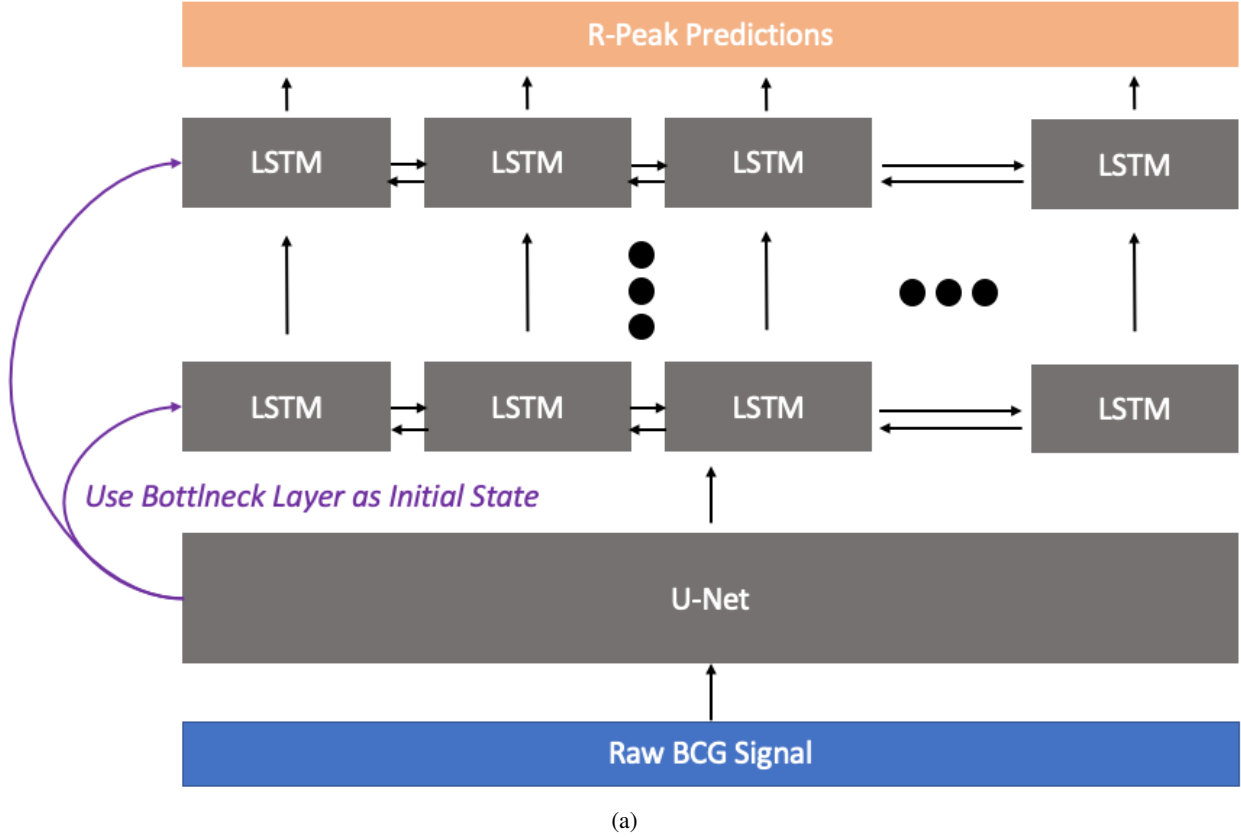 R-Peak Predictions
LSTM LSTM LSTM LSTM
LSTM LSTM LSTM LSTM
Use Bottlneck Layer as Initial State
U-Net
Raw BCG Signal
(a)